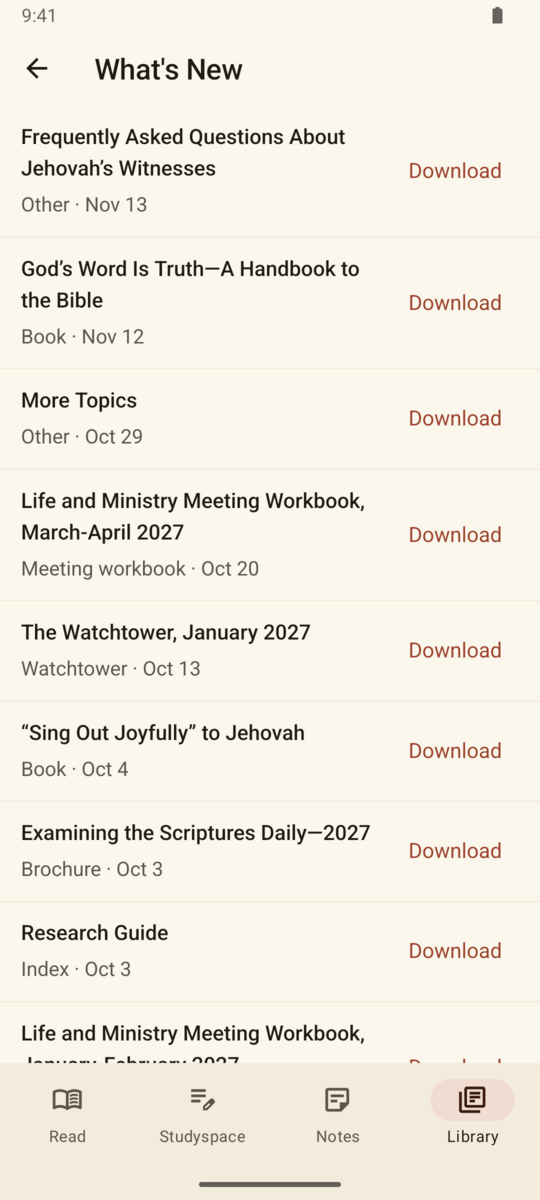 9:41
What's New
Frequently Asked Questions About
Jehovah’s Witnesses
Download
Other · Nov 13
God’s Word Is Truth—A Handbook to
the Bible
Download
Book · Nov 12
More Topics
Download
Other · Oct 29
Life and Ministry Meeting Workbook,
March-April 2027
Download
Meeting workbook · Oct 20
The Watchtower, January 2027
Download
Watchtower · Oct 13
“Sing Out Joyfully” to Jehovah
Download
Book · Oct 4
Examining the Scriptures Daily—2027
Download
Brochure · Oct 3
Research Guide
Download
Index · Oct 3
Life and Ministry Meeting Workbook,
January-February 2027
Download
Read
Studyspace
Notes
Library